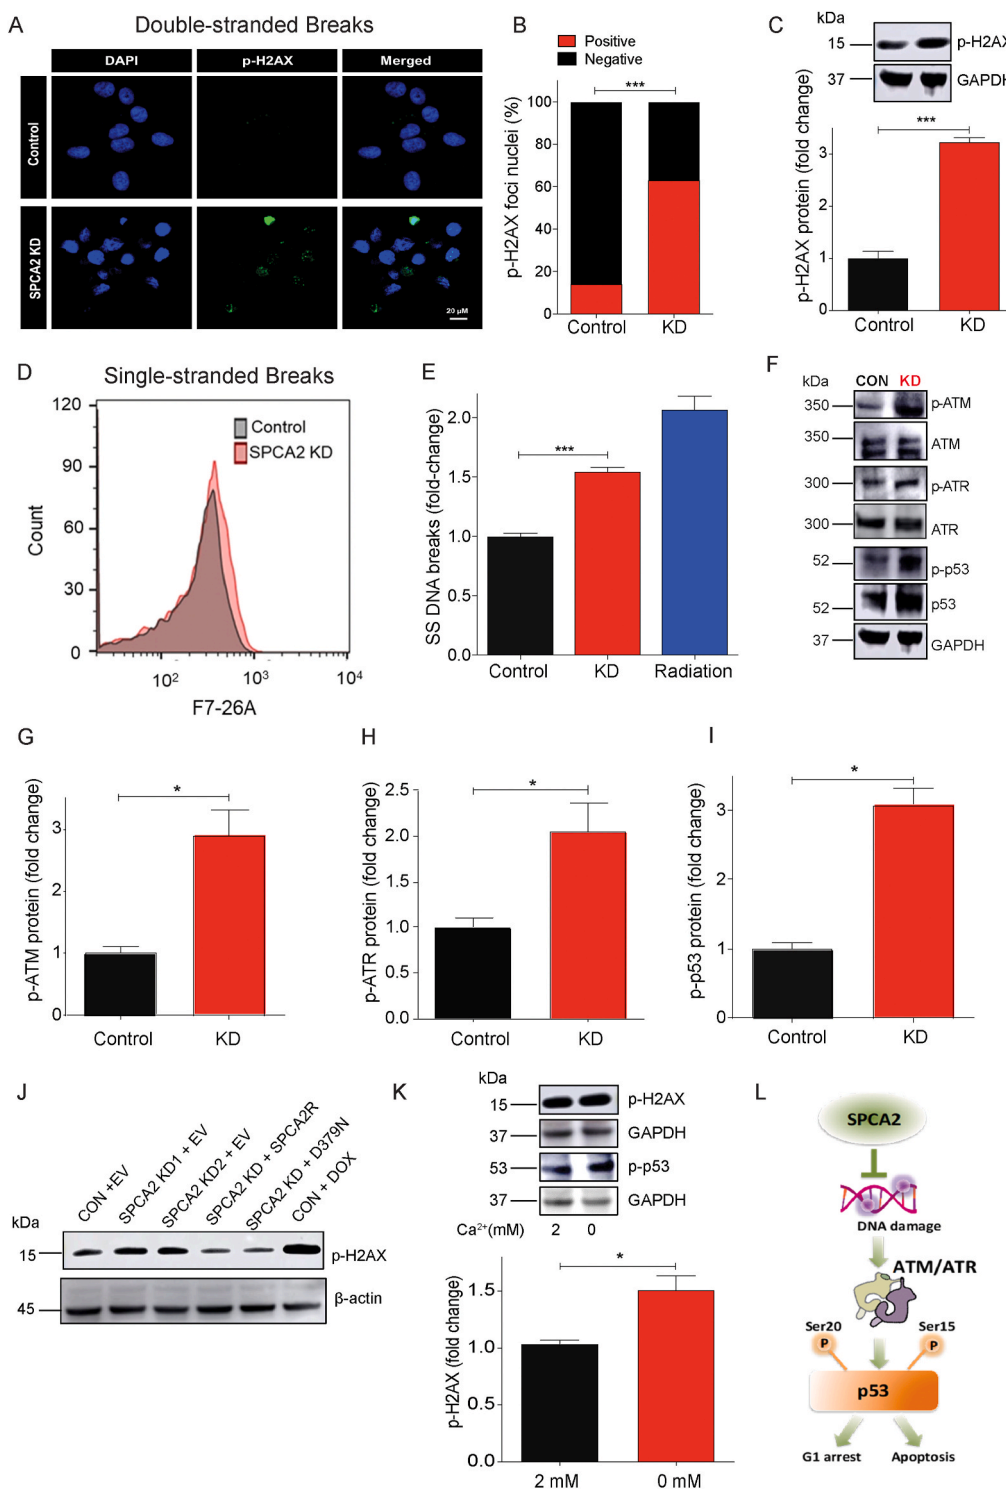 A
Double-stranded Breaks
DAPI
p-H2AX
Merged
Control
SPCA2 KD
20 μM
B
Positive
Negative
***
p-H2AX foci nuclei (%)
100
80
60
40
20
0
Control
KD
C
kDa
15
p-H2AX
37
GAPDH
***
p-H2AX protein (fold change)
3
2
1
0
Control
KD
D
Single-stranded Breaks
Control
SPCA2 KD
Count
120
90
60
30
0
10²
10³
10⁴
F7-26A
E
***
SS DNA breaks (fold-change)
2.0
1.5
1.0
0.5
0.0
Control
KD
Radiation
F
kDa
CON
KD
350
p-ATM
350
ATM
300
p-ATR
300
ATR
52
p-p53
52
p53
37
GAPDH
G
*
p-ATM protein (fold change)
3
2
1
0
Control
KD
H
*
p-ATR protein (fold change)
2.5
2.0
1.5
1.0
0.5
0.0
Control
KD
I
*
p-p53 protein (fold change)
3
2
1
0
Control
KD
J
CON +EV
SPCA2 KD1 + EV
SPCA2 KD2 + EV
SPCA2 KD + SPCA2R
SPCA2 KD + D379N
CON + DOX
kDa
15
p-H2AX
45
β-actin
K
kDa
15
p-H2AX
37
GAPDH
53
p-p53
37
GAPDH
Ca²⁺(mM)
2
0
*
p-H2AX (fold change)
1.5
1.0
0.5
0.0
2 mM
0 mM
L
SPCA2
DNA damage
ATM/ATR
Ser20
Ser15
P
P
p53
G1 arrest
Apoptosis